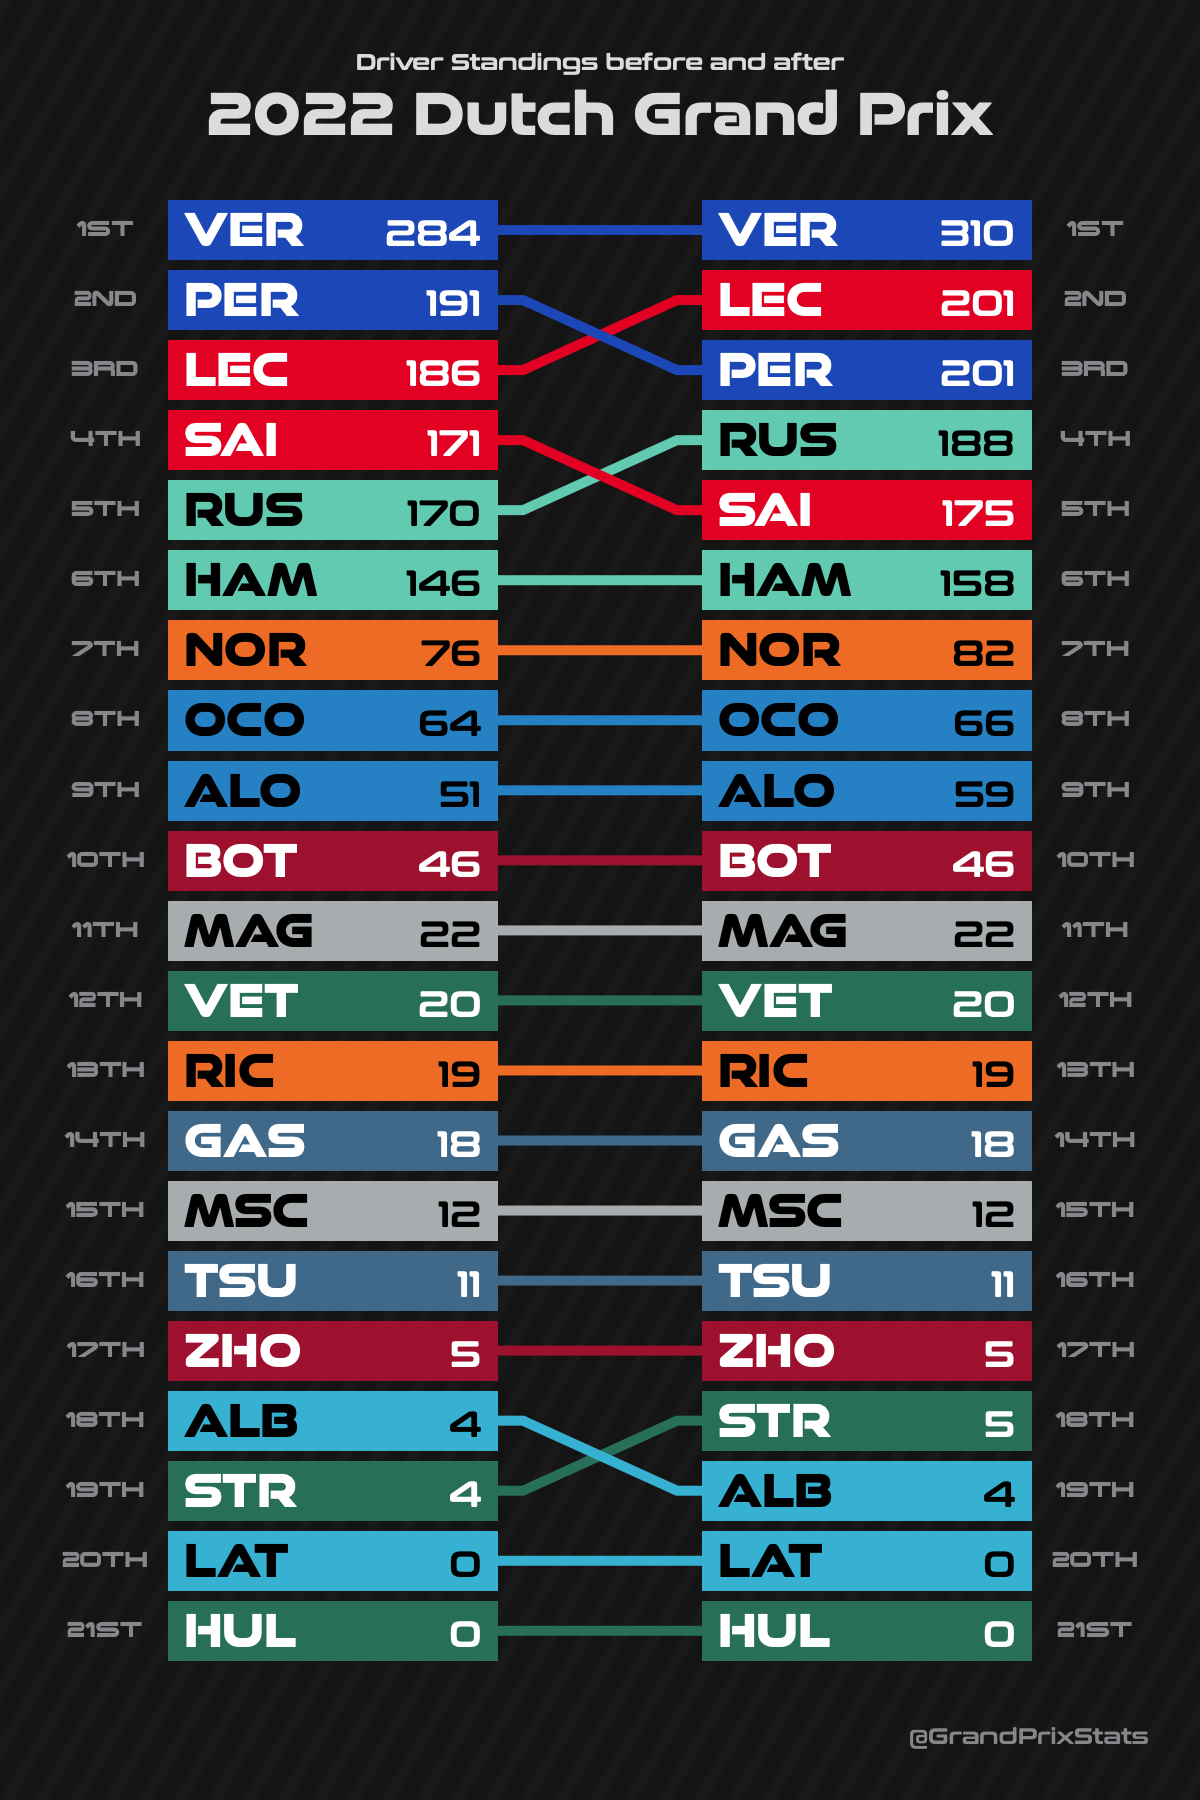 Driver Standings before and after
2022 Dutch Grand Prix
1ST VER 284 VER 310 1ST
2ND PER 191 LEC 201 2ND
3RD LEC 186 PER 201 3RD
4TH SAI 171 RUS 188 4TH
5TH RUS 170 SAI 175 5TH
6TH HAM 146 HAM 158 6TH
7TH NOR 76 NOR 82 7TH
8TH OCO 64 OCO 66 8TH
9TH ALO 51 ALO 59 9TH
10TH BOT 46 BOT 46 10TH
11TH MAG 22 MAG 22 11TH
12TH VET 20 VET 20 12TH
13TH RIC 19 RIC 19 13TH
14TH GAS 18 GAS 18 14TH
15TH MSC 12 MSC 12 15TH
16TH TSU 11 TSU 11 16TH
17TH ZHO 5 ZHO 5 17TH
18TH ALB 4 STR 5 18TH
19TH STR 4 ALB 4 19TH
20TH LAT 0 LAT 0 20TH
21ST HUL 0 HUL 0 21ST
@GrandPrixStats